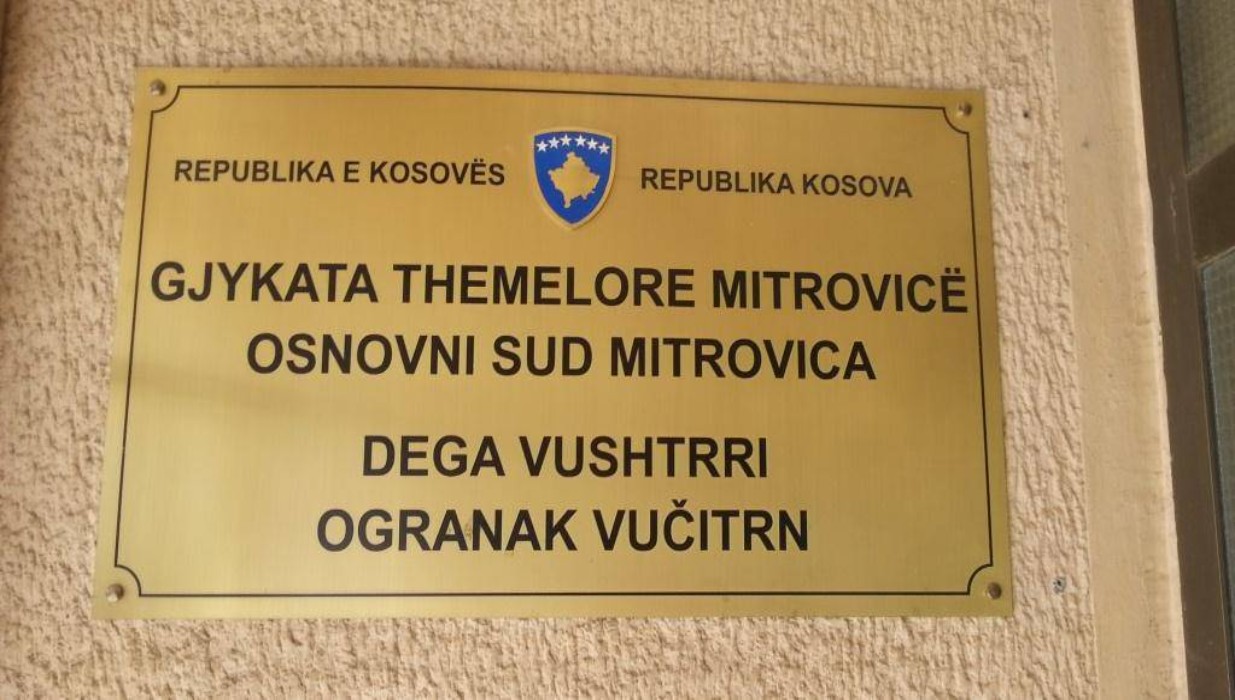 REPUBLIKA E KOSOVËS REPUBLIKA KOSOVA
GJYKATA THEMELORE MITROVICË
OSNOVNI SUD MITROVICA
DEGA VUSHTRRI
OGRANAK VUČITRN